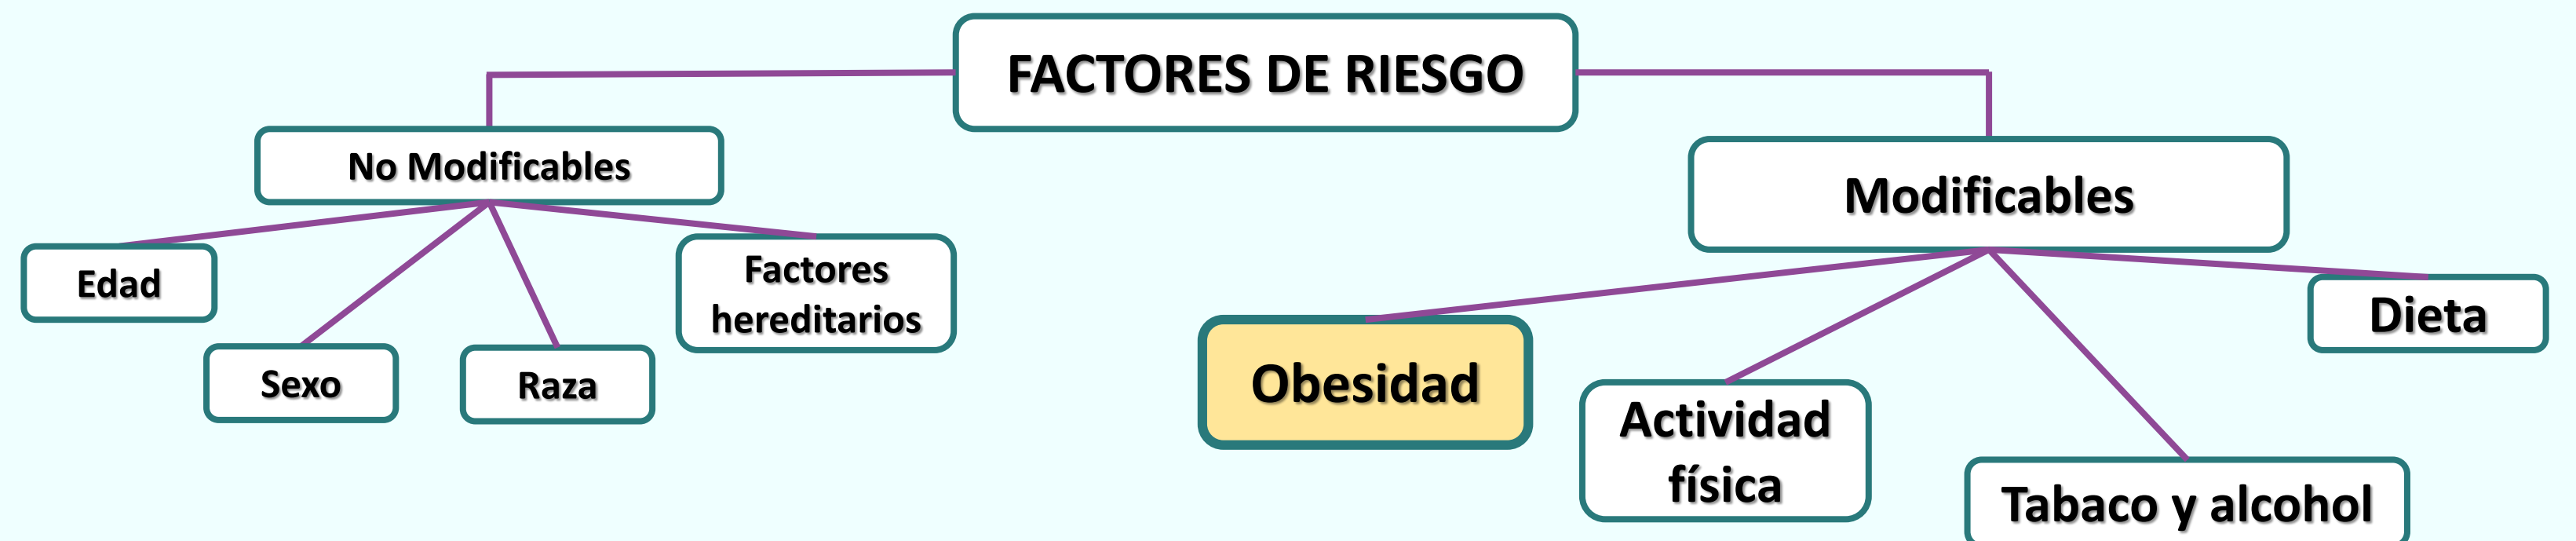 FACTORES DE RIESGO
No Modificables
Edad
Sexo
Raza
Factores
hereditarios
Modificables
Obesidad
Actividad
física
Tabaco y alcohol
Dieta